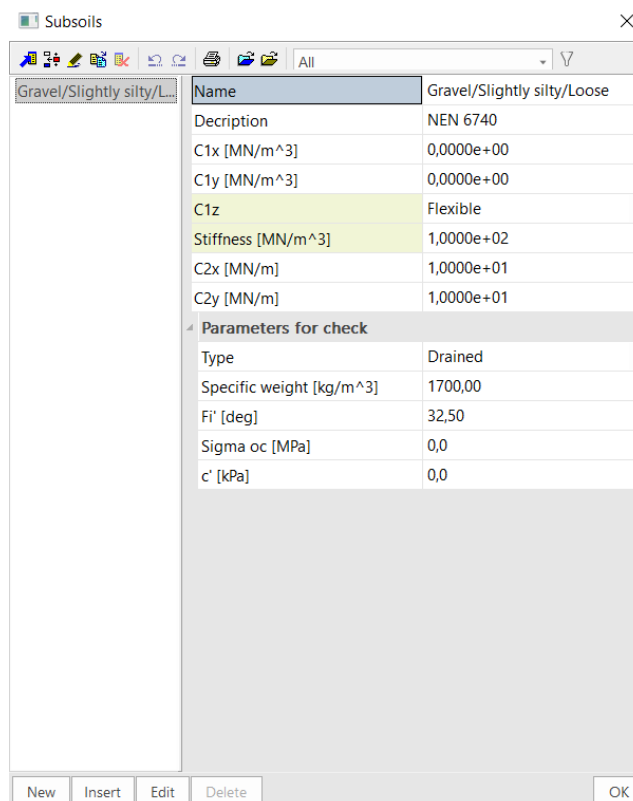 Subsoils
All
Gravel/Slightly silty/L...
Name Gravel/Slightly silty/Loose
Decription NEN 6740
C1x [MN/m^3] 0,0000e+00
C1y [MN/m^3] 0,0000e+00
C1z Flexible
Stiffness [MN/m^3] 1,0000e+02
C2x [MN/m] 1,0000e+01
C2y [MN/m] 1,0000e+01
Parameters for check
Type Drained
Specific weight [kg/m^3] 1700,00
Fi' [deg] 32,50
Sigma oc [MPa] 0,0
c' [kPa] 0,0
New Insert Edit Delete OK